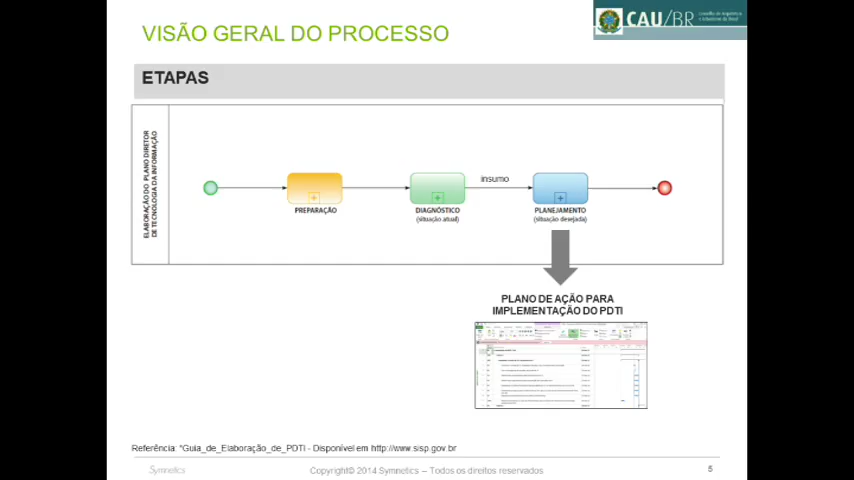 VISÃO GERAL DO PROCESSO
CAU/BR
ETAPAS
ELABORAÇÃO DO PLANO DIRETOR
DE TECNOLOGIA DA INFORMAÇÃO
PREPARAÇÃO
DIAGNÓSTICO
(situação atual)
insumo
PLANEJAMENTO
(situação desejada)
PLANO DE AÇÃO PARA
IMPLEMENTAÇÃO DO PDTI
Referência: "Guia_de_Elaboração_de_PDTI - Disponível em http://www.sisp.gov.br
Symnetics
Copyright© 2014 Symnetics – Todos os direitos reservados
5